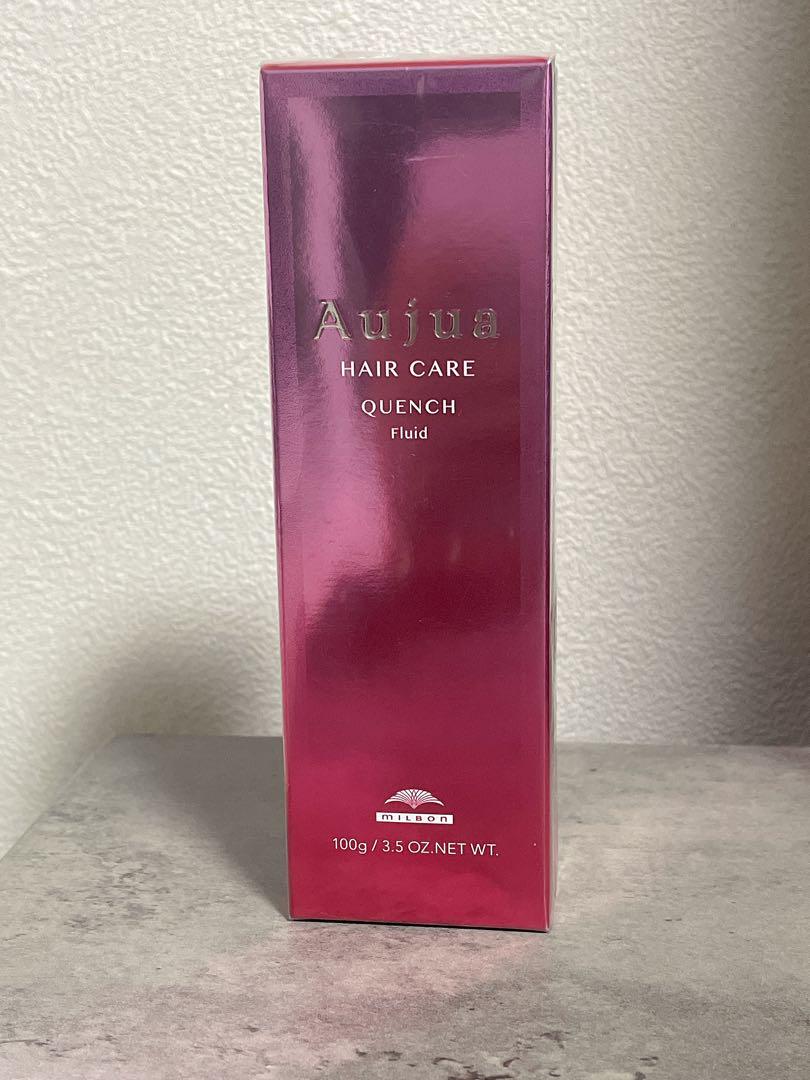 Aujua
HAIR CARE
QUENCH
Fluid
MILBON
100g / 3.5 OZ.NET WT.